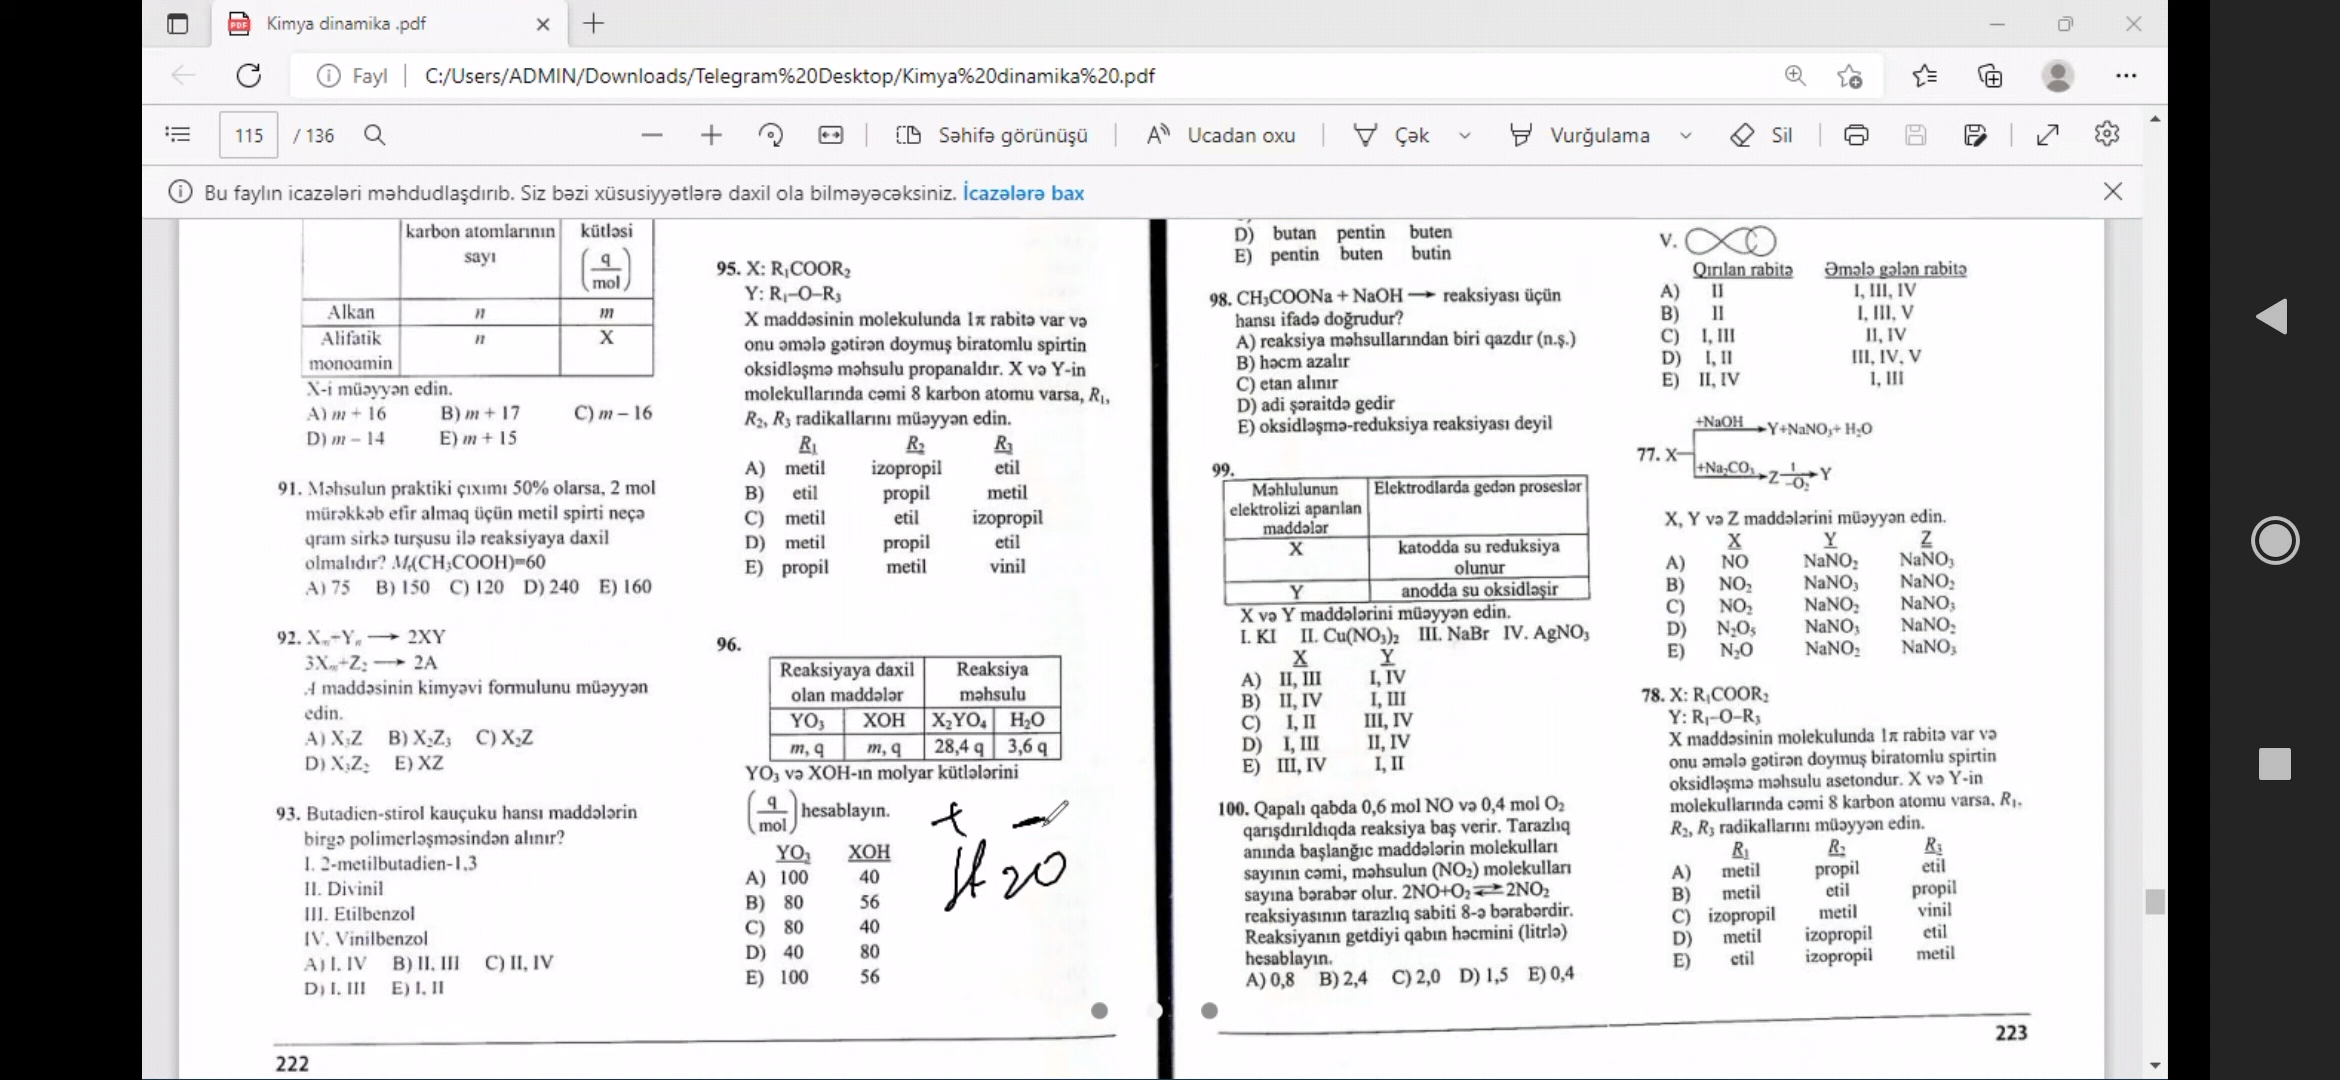 Kimya dinamika .pdf
Fayl
C:/Users/ADMIN/Downloads/Telegram%20Desktop/Kimya%20dinamika%20.pdf
115 / 136
Səhifə görünüşü
Ucadan oxu
Çək
Vurğulama
Sil
Bu faylın icazələri məhdudlaşdırıb. Siz bəzi xüsusiyyətlərə daxil ola bilməyəcəksiniz. İcazələrə bax
karbon atomlarının sayı
kütləsi (q/mol)
Alkan n m
Alifatik monoamin n X
X-i müəyyən edin.
A) m + 16 B) m + 17 C) m – 16
D) m – 14 E) m + 15
91. Məhsulun praktiki çıxımı 50% olarsa, 2 mol
mürəkkəb efir almaq üçün metil spirti neçə
qram sirkə turşusu ilə reaksiyaya daxil
olmalıdır? Mᵣ(CH₃COOH)=60
A) 75 B) 150 C) 120 D) 240 E) 160
92. Xₘ+Yₙ → 2XY
3Xₘ+Z₂ → 2A
A maddəsinin kimyəvi formulunu müəyyən
edin.
A) X₃Z B) X₂Z₃ C) X₂Z
D) X₃Z₂ E) XZ
93. Butadien-stirol kauçuku hansı maddələrin
birgə polimerləşməsindən alınır?
I. 2-metilbutadien-1,3
II. Divinil
III. Etilbenzol
IV. Vinilbenzol
A) I, IV B) II, III C) II, IV
D) I, III E) I, II
222
95. X: R₁COOR₂
Y: R₁–O–R₃
X maddəsinin molekulunda 1π rabitə var və
onu əmələ gətirən doymuş biratomlu spirtin
oksidləşmə məhsulu propanaldır. X və Y-in
molekullarında cəmi 8 karbon atomu varsa, R₁,
R₂, R₃ radikallarını müəyyən edin.
R₁ R₂ R₃
A) metil izopropil etil
B) etil propil metil
C) metil etil izopropil
D) metil propil etil
E) propil metil vinil
96.
Reaksiyaya daxil olan maddələr
Reaksiya məhsulu
YO₃ XOH X₂YO₄ H₂O
m, q m, q 28,4 q 3,6 q
YO₃ və XOH-ın molyar kütlələrini
(q/mol) hesablayın.
YO₃ XOH
A) 100 40
B) 80 56
C) 80 40
D) 40 80
E) 100 56
+ –
H₂O
D) butan pentin buten
E) pentin buten butin
98. CH₃COONa + NaOH → reaksiyası üçün
hansı ifadə doğrudur?
A) reaksiya məhsullarından biri qazdır (n.ş.)
B) həcm azalır
C) etan alınır
D) adi şəraitdə gedir
E) oksidləşmə-reduksiya reaksiyası deyil
99.
Məhlulunun elektrolizi aparılan maddələr
Elektrodlarda gedən proseslər
X katodda su reduksiya olunur
Y anodda su oksidləşir
X və Y maddələrini müəyyən edin.
I. KI II. Cu(NO₃)₂ III. NaBr IV. AgNO₃
X Y
A) II, III I, IV
B) II, IV I, III
C) I, II III, IV
D) I, III II, IV
E) III, IV I, II
100. Qapalı qabda 0,6 mol NO və 0,4 mol O₂
qarışdırıldıqda reaksiya baş verir. Tarazlıq
anında başlanğıc maddələrin molekulları
sayının cəmi, məhsulun (NO₂) molekulları
sayına bərabər olur. 2NO+O₂⇄2NO₂
reaksiyasının tarazlıq sabiti 8-ə bərabərdir.
Reaksiyanın getdiyi qabın həcmini (litrlə)
hesablayın.
A) 0,8 B) 2,4 C) 2,0 D) 1,5 E) 0,4
V.
Qırılan rabitə Əmələ gələn rabitə
A) II I, III, IV
B) II I, III, V
C) I, III II, IV
D) I, II III, IV, V
E) II, IV I, III
77. X
+NaOH → Y+NaNO₃+ H₂O
+Na₂CO₃ → Z t/-O₂ → Y
X, Y və Z maddələrini müəyyən edin.
X Y Z
A) NO NaNO₂ NaNO₃
B) NO₂ NaNO₃ NaNO₂
C) NO₂ NaNO₂ NaNO₃
D) N₂O₅ NaNO₃ NaNO₂
E) N₂O NaNO₂ NaNO₃
78. X: R₁COOR₂
Y: R₁–O–R₃
X maddəsinin molekulunda 1π rabitə var və
onu əmələ gətirən doymuş biratomlu spirtin
oksidləşmə məhsulu asetondur. X və Y-in
molekullarında cəmi 8 karbon atomu varsa, R₁,
R₂, R₃ radikallarını müəyyən edin.
R₁ R₂ R₃
A) metil propil etil
B) metil etil propil
C) izopropil metil vinil
D) metil izopropil etil
E) etil izopropil metil
223